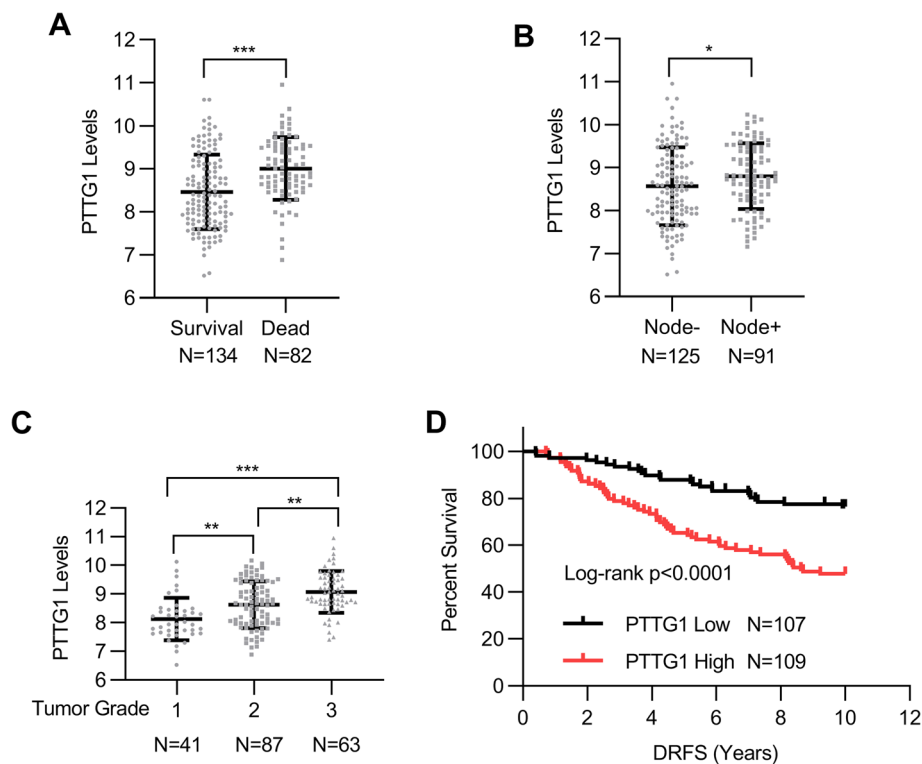 A
12
11
10
9
8
7
6
PTTG1 Levels
***
Survival
N=134
Dead
N=82
B
12
11
10
9
8
7
6
PTTG1 Levels
*
Node-
N=125
Node+
N=91
C
12
11
10
9
8
7
6
PTTG1 Levels
***
**
**
Tumor Grade 1 2 3
N=41 N=87 N=63
D
100
80
60
40
20
0
Percent Survival
Log-rank p<0.0001
PTTG1 Low N=107
PTTG1 High N=109
0 2 4 6 8 10 12
DRFS (Years)